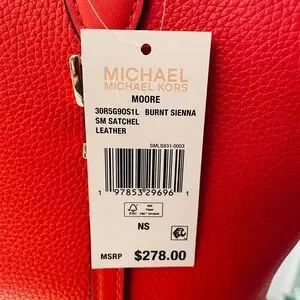 MICHAEL
MICHAEL KORS
MOORE
30R5G90S1L BURNT SIENNA
SM SATCHEL
LEATHER
SMLS631-0003
1 97853 29696 1
FSC
NS
MSRP $278.00